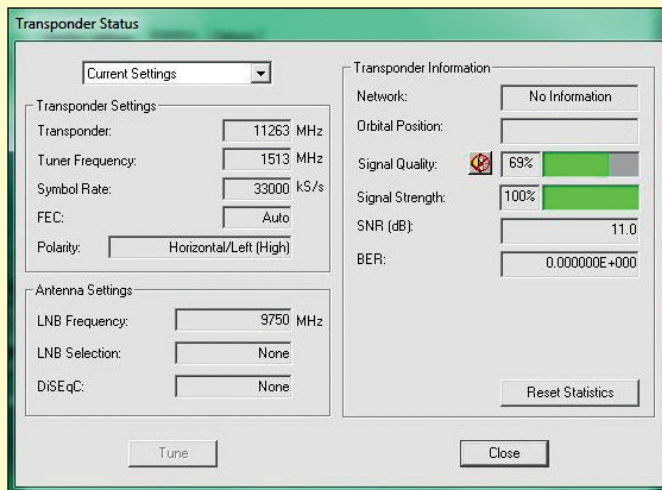 Transponder Status
Current Settings
Transponder Settings
Transponder: 11263 MHz
Tuner Frequency: 1513 MHz
Symbol Rate: 33000 kS/s
FEC: Auto
Polarity: Horizontal/Left (High)
Antenna Settings
LNB Frequency: 9750 MHz
LNB Selection: None
DiSEqC: None
Tune
Transponder Information
Network: No Information
Orbital Position:
Signal Quality: 69%
Signal Strength: 100%
SNR (dB): 11.0
BER: 0.000000E+000
Reset Statistics
Close